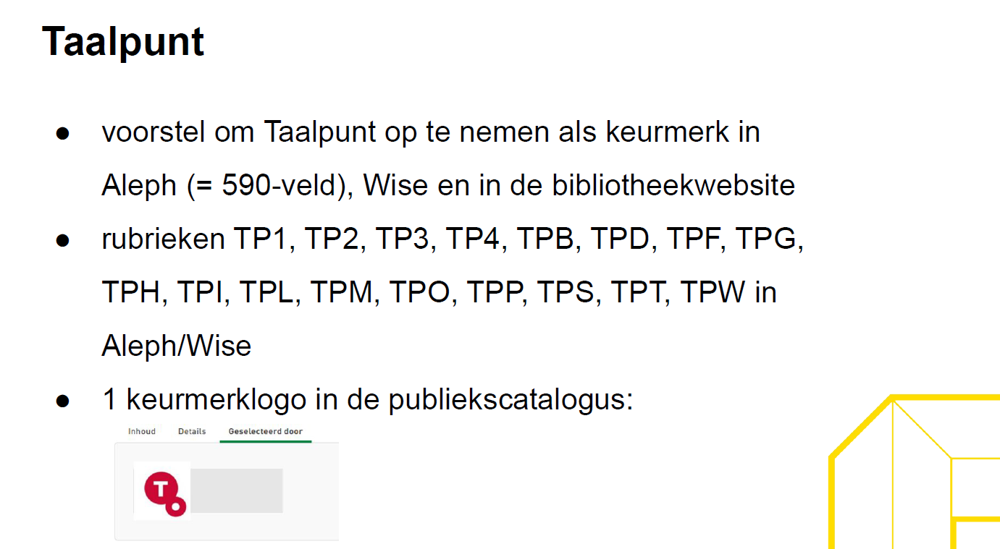 Taalpunt
● voorstel om Taalpunt op te nemen als keurmerk in
Aleph (= 590-veld), Wise en in de bibliotheekwebsite
● rubrieken TP1, TP2, TP3, TP4, TPB, TPD, TPF, TPG,
TPH, TPI, TPL, TPM, TPO, TPP, TPS, TPT, TPW in
Aleph/Wise
● 1 keurmerklogo in de publiekscatalogus:
Inhoud Details Geselecteerd door
T